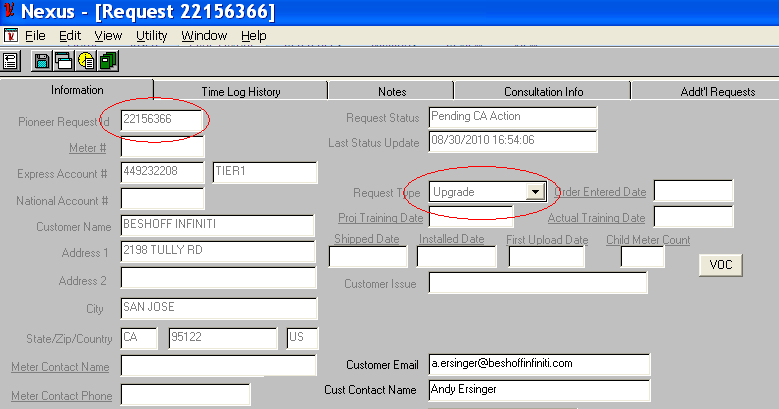 Nexus - [Request 22156366]
File Edit View Utility Window Help
Information Time Log History Notes Consultation Info Addt'l Requests
Pioneer Request Id 22156366 Request Status Pending CA Action
Meter # Last Status Update 08/30/2010 16:54:06
Express Account # 449232208 TIER1
Request Type Upgrade Order Entered Date
National Account #
Proj Training Date Actual Training Date
Customer Name BESHOFF INFINITI
Shipped Date Installed Date First Upload Date Child Meter Count
Address 1 2198 TULLY RD
VOC
Address 2
Customer Issue
City SAN JOSE
State/Zip/Country CA 95122 US
Meter Contact Name Customer Email a.ersinger@beshoffinfiniti.com
Meter Contact Phone Cust Contact Name Andy Ersinger